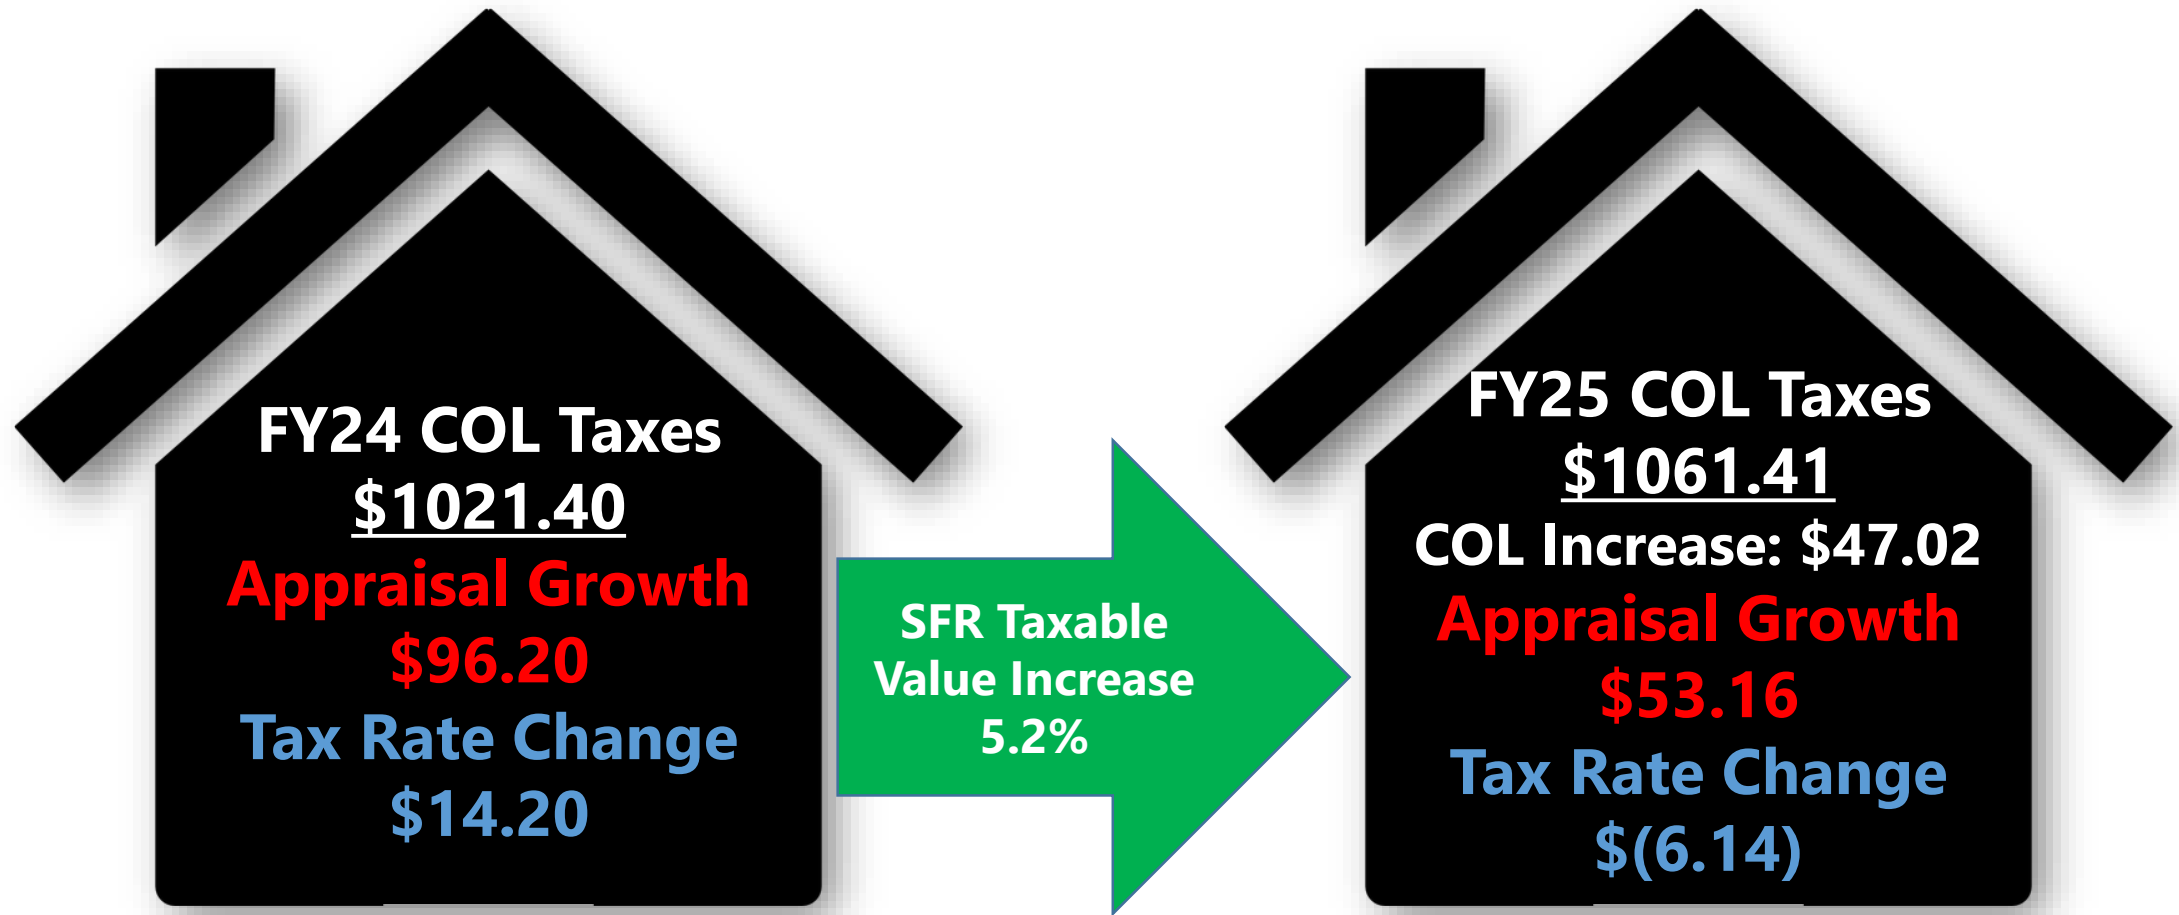 FY24 COL Taxes
$1021.40
Appraisal Growth
$96.20
Tax Rate Change
$14.20
SFR Taxable
Value Increase
5.2%
FY25 COL Taxes
$1061.41
COL Increase: $47.02
Appraisal Growth
$53.16
Tax Rate Change
$(6.14)